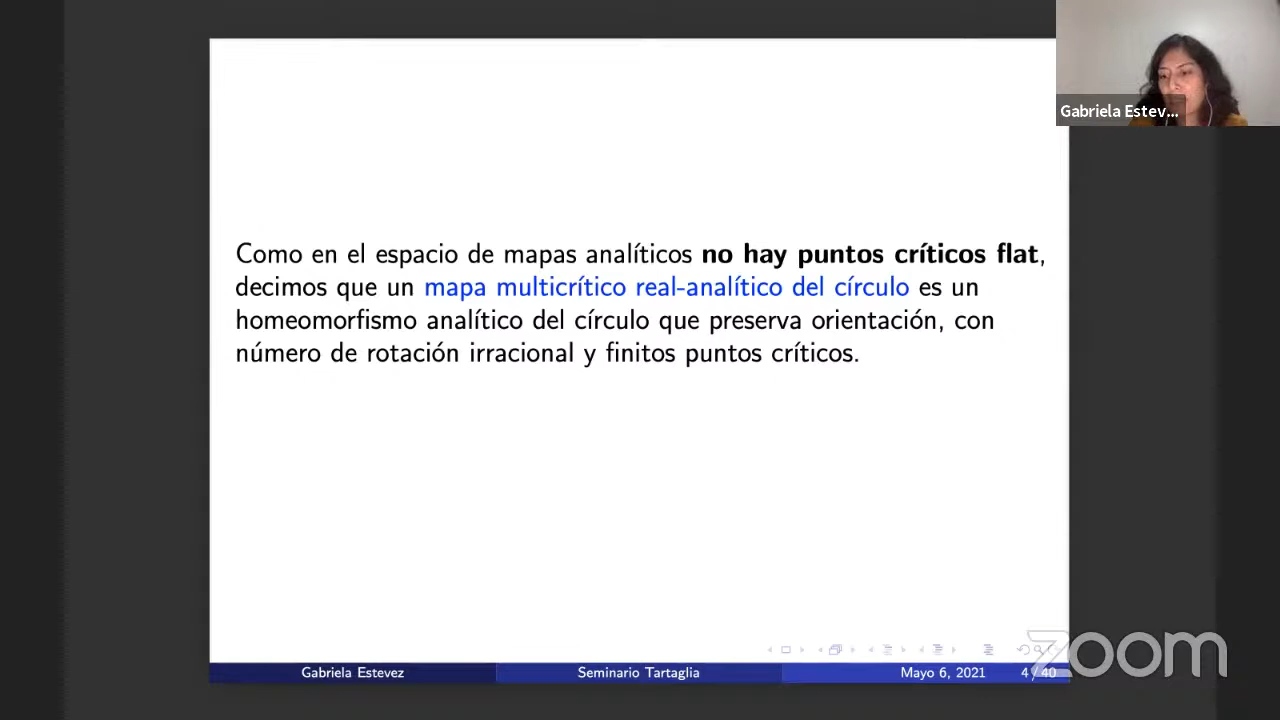 Gabriela Estev...
Como en el espacio de mapas analíticos no hay puntos críticos flat,
decimos que un mapa multicrítico real-analítico del círculo es un
homeomorfismo analítico del círculo que preserva orientación, con
número de rotación irracional y finitos puntos críticos.
Gabriela Estevez
Seminario Tartaglia
Mayo 6, 2021
4 / 40
zoom